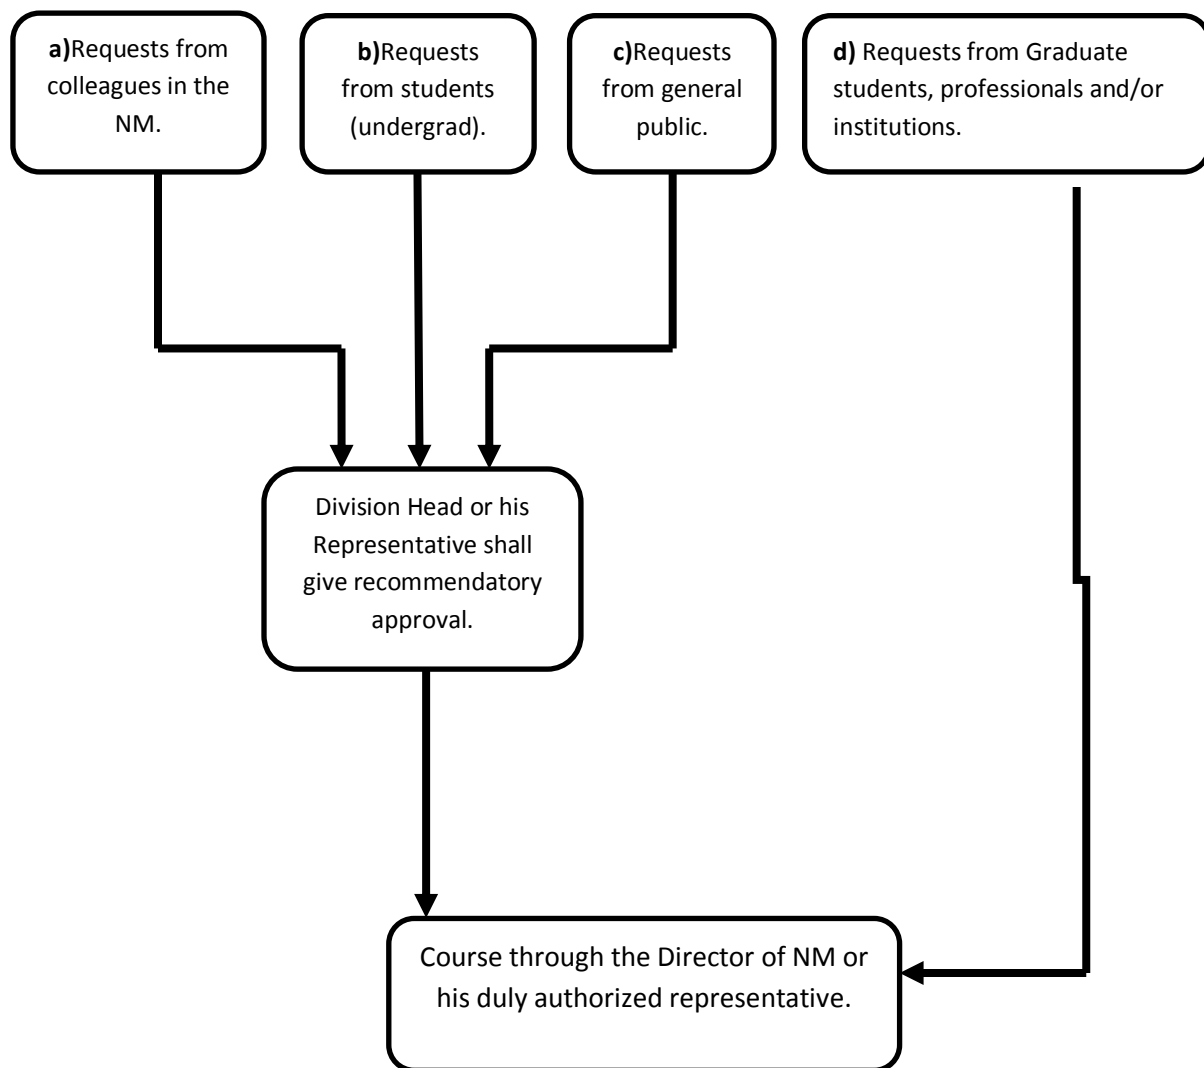 a)Requests from
colleagues in the
NM.
b)Requests
from students
(undergrad).
c)Requests
from general
public.
d) Requests from Graduate
students, professionals and/or
institutions.
Division Head or his
Representative shall
give recommendatory
approval.
Course through the Director of NM or
his duly authorized representative.